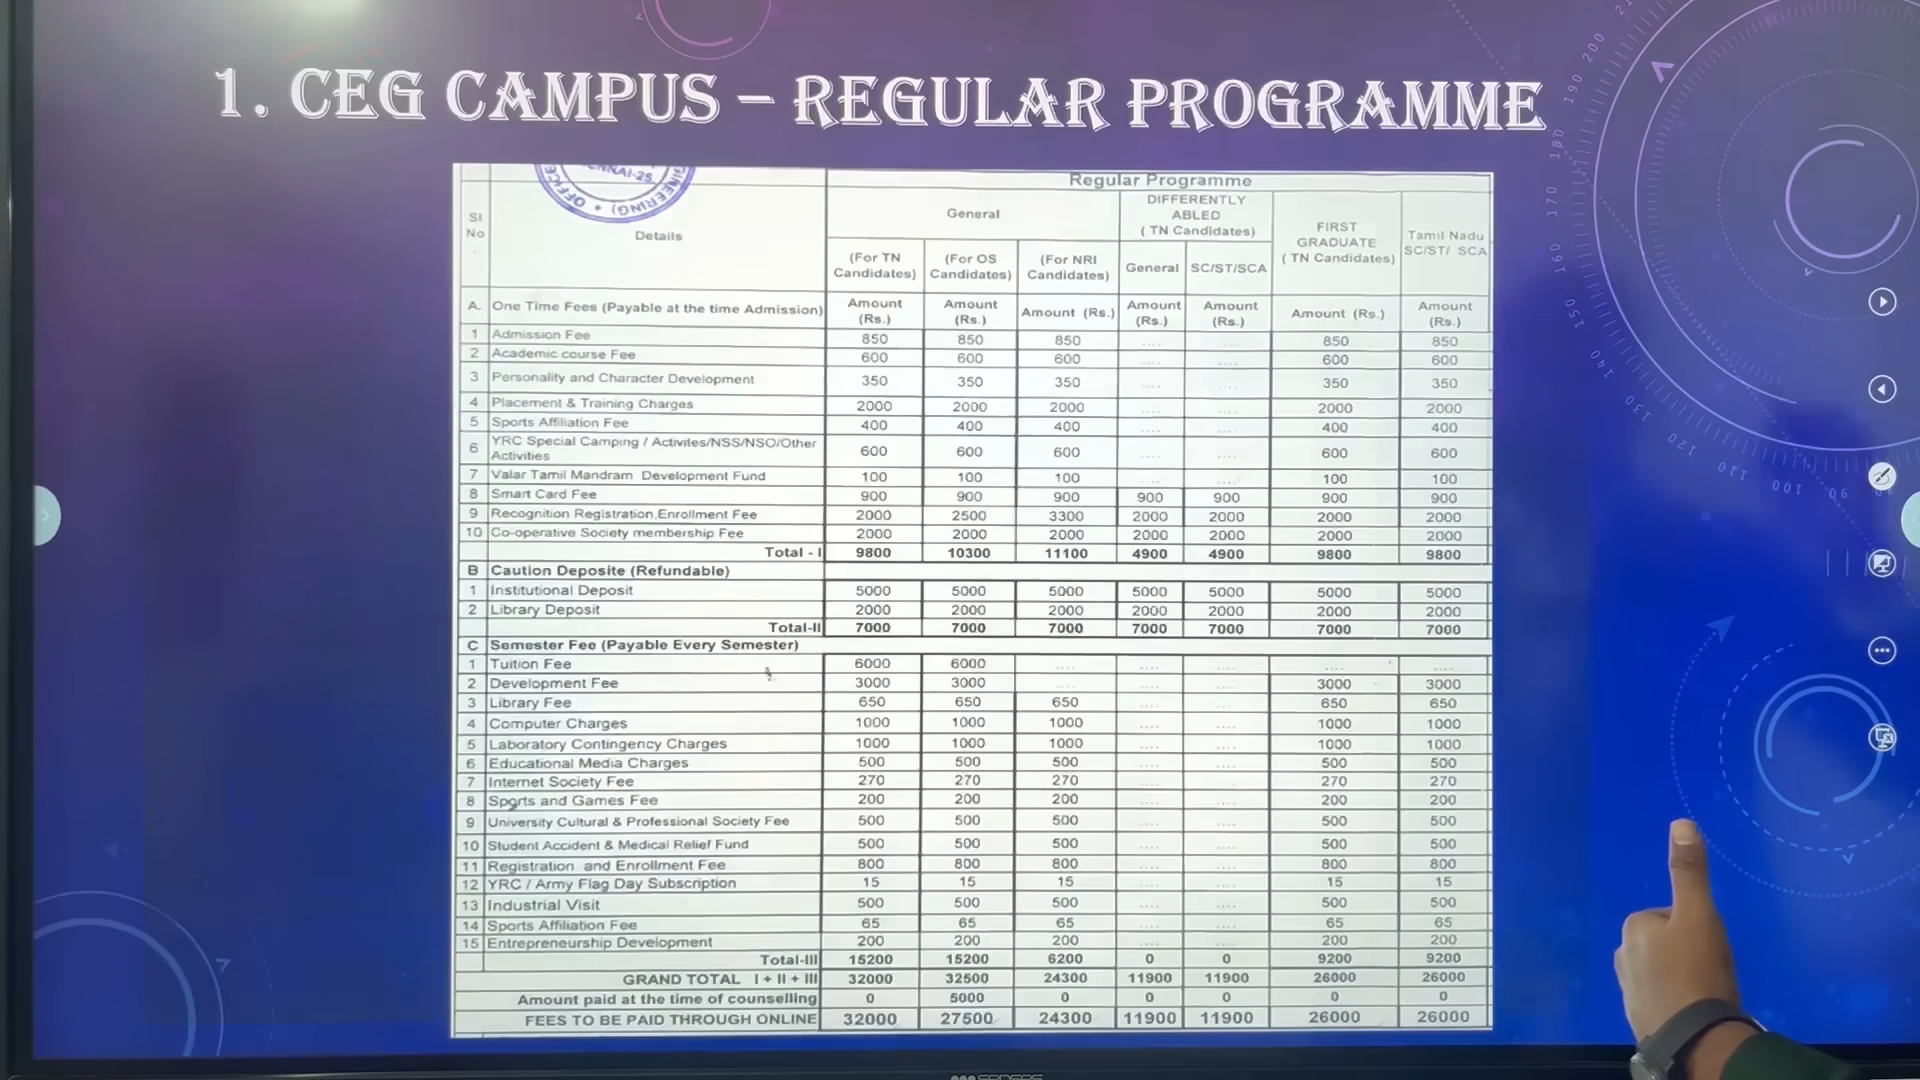 1. CEG CAMPUS – REGULAR PROGRAMME
Regular Programme
Sl No Details General DIFFERENTLY ABLED ( TN Candidates) FIRST GRADUATE ( TN Candidates) Tamil Nadu SC/ST/ SCA
(For TN Candidates) (For OS Candidates) (For NRI Candidates) General SC/ST/SCA
A. One Time Fees (Payable at the time Admission) Amount (Rs.) Amount (Rs.) Amount (Rs.) Amount (Rs.) Amount (Rs.) Amount (Rs.) Amount (Rs.)
1 Admission Fee 850 850 850 .... .... 850 850
2 Academic course Fee 600 600 600 .... .... 600 600
3 Personality and Character Development 350 350 350 .... .... 350 350
4 Placement & Training Charges 2000 2000 2000 .... .... 2000 2000
5 Sports Affiliation Fee 400 400 400 .... .... 400 400
6 YRC Special Camping / Activites/NSS/NSO/Other Activities 600 600 600 .... .... 600 600
7 Valar Tamil Mandram Development Fund 100 100 100 .... .... 100 100
8 Smart Card Fee 900 900 900 900 900 900 900
9 Recognition Registration,Enrollment Fee 2000 2500 3300 2000 2000 2000 2000
10 Co-operative Society membership Fee 2000 2000 2000 2000 2000 2000 2000
Total - I 9800 10300 11100 4900 4900 9800 9800
B Caution Deposite (Refundable)
1 Institutional Deposit 5000 5000 5000 5000 5000 5000 5000
2 Library Deposit 2000 2000 2000 2000 2000 2000 2000
Total-II 7000 7000 7000 7000 7000 7000 7000
C Semester Fee (Payable Every Semester)
1 Tuition Fee 6000 6000 .... .... .... .... ....
2 Development Fee 3000 3000 .... .... .... 3000 3000
3 Library Fee 650 650 650 .... .... 650 650
4 Computer Charges 1000 1000 1000 .... .... 1000 1000
5 Laboratory Contingency Charges 1000 1000 1000 .... .... 1000 1000
6 Educational Media Charges 500 500 500 .... .... 500 500
7 Internet Society Fee 270 270 270 .... .... 270 270
8 Sports and Games Fee 200 200 200 .... .... 200 200
9 University Cultural & Professional Society Fee 500 500 500 .... .... 500 500
10 Student Accident & Medical Relief Fund 500 500 500 .... .... 500 500
11 Registration and Enrollment Fee 800 800 800 .... .... 800 800
12 YRC / Army Flag Day Subscription 15 15 15 .... .... 15 15
13 Industrial Visit 500 500 500 .... .... 500 500
14 Sports Affiliation Fee 65 65 65 .... .... 65 65
15 Entrepreneurship Development 200 200 200 .... .... 200 200
Total-III 15200 15200 6200 0 0 9200 9200
GRAND TOTAL I + II + III 32000 32500 24300 11900 11900 26000 26000
Amount paid at the time of counselling 0 5000 0 0 0 0 0
FEES TO BE PAID THROUGH ONLINE 32000 27500 24300 11900 11900 26000 26000